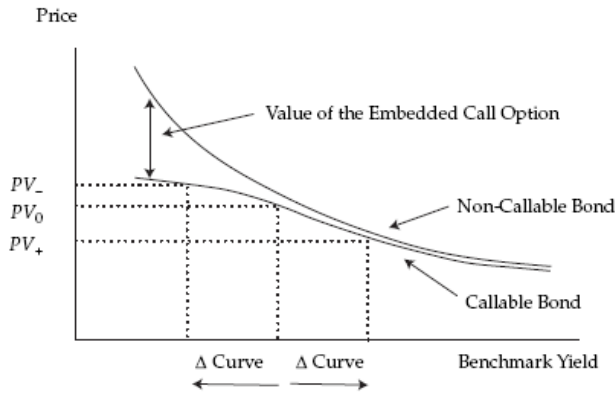 Price
Value of the Embedded Call Option
PV₋
PV₀
Non-Callable Bond
PV₊
Callable Bond
Δ Curve Δ Curve Benchmark Yield